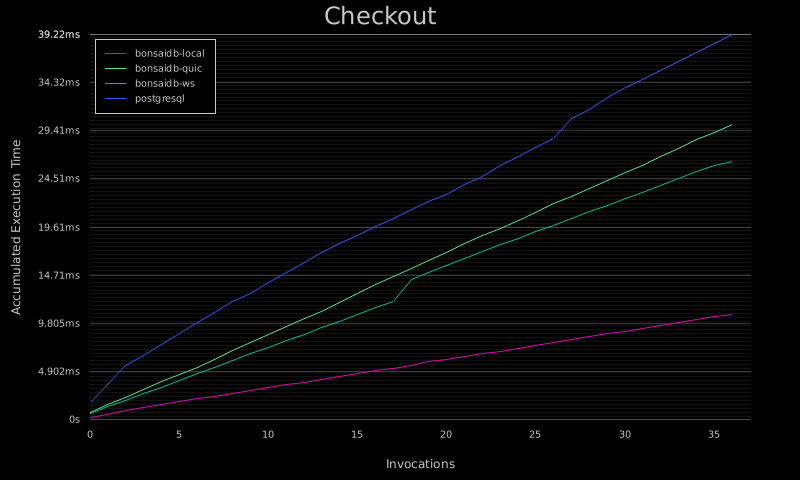 Checkout
39.22ms
34.32ms
29.41ms
24.51ms
19.61ms
14.71ms
9.805ms
4.902ms
0s
bonsaidb-local
bonsaidb-quic
bonsaidb-ws
postgresql
Accumulated Execution Time
0 5 10 15 20 25 30 35
Invocations